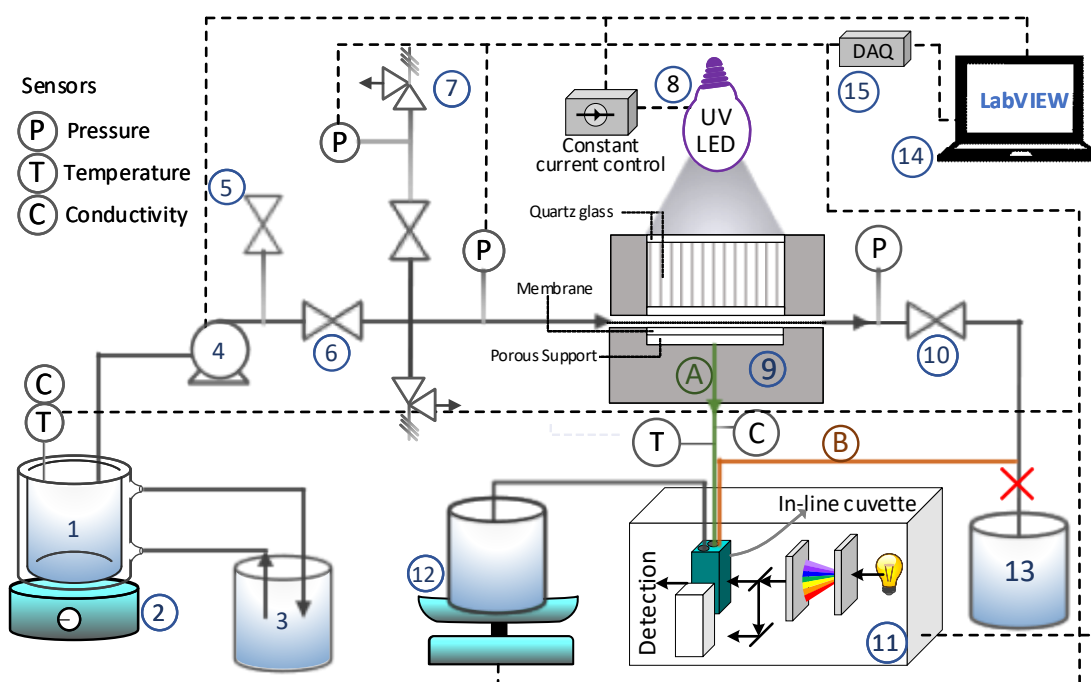 Sensors
P Pressure
T Temperature
C Conductivity
5
7
P
4
6
P
8
UV
LED
Constant
current control
DAQ
15
LabVIEW
14
Quartz glass
Membrane
Porous Support
A
9
P
10
C
T
T
C
B
1
2
3
12
In-line cuvette
Detection
11
13